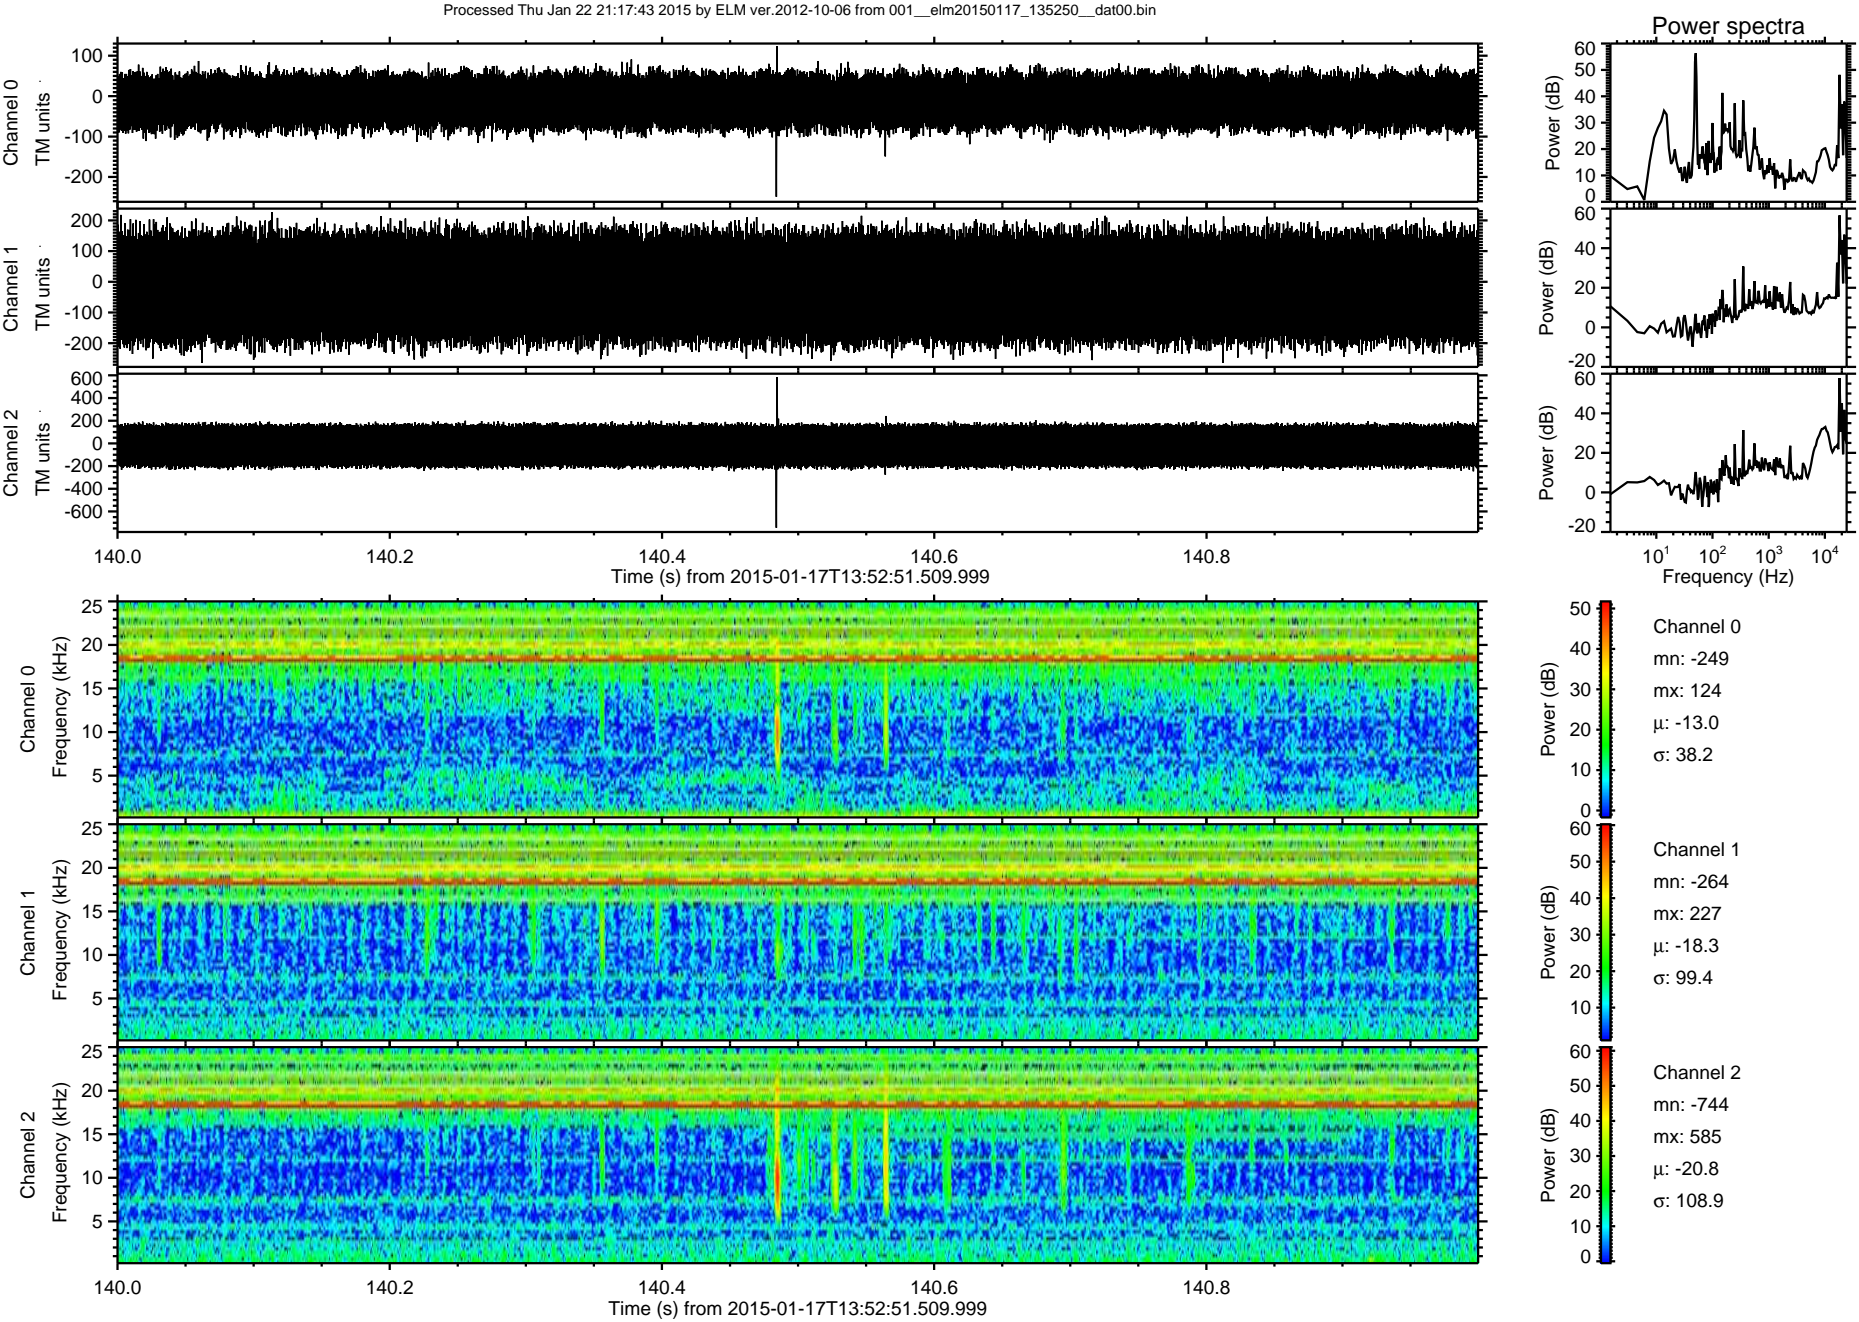 Processed Thu Jan 22 21:17:43 2015 by ELM ver.2012-10-06 from 001__elm20150117_135250__dat00.bin
Power spectra
Channel 0
TM units
100
0
-100
-200
Power (dB)
60
50
40
30
20
10
0
Channel 1
TM units
200
100
0
-100
-200
Power (dB)
60
40
20
0
-20
Channel 2
TM units
600
400
200
0
-200
-400
-600
Power (dB)
60
40
20
0
-20
140.0 140.2 140.4 140.6 140.8
Time (s) from 2015-01-17T13:52:51.509.999
10¹ 10² 10³ 10⁴
Frequency (Hz)
Channel 0
Frequency (kHz)
25
20
15
10
5
Power (dB)
50
40
30
20
10
0
Channel 0
mn: -249
mx: 124
μ: -13.0
σ: 38.2
Channel 1
Frequency (kHz)
25
20
15
10
5
Power (dB)
60
50
40
30
20
10
Channel 1
mn: -264
mx: 227
μ: -18.3
σ: 99.4
Channel 2
Frequency (kHz)
25
20
15
10
5
Power (dB)
60
50
40
30
20
10
0
Channel 2
mn: -744
mx: 585
μ: -20.8
σ: 108.9
140.0 140.2 140.4 140.6 140.8
Time (s) from 2015-01-17T13:52:51.509.999